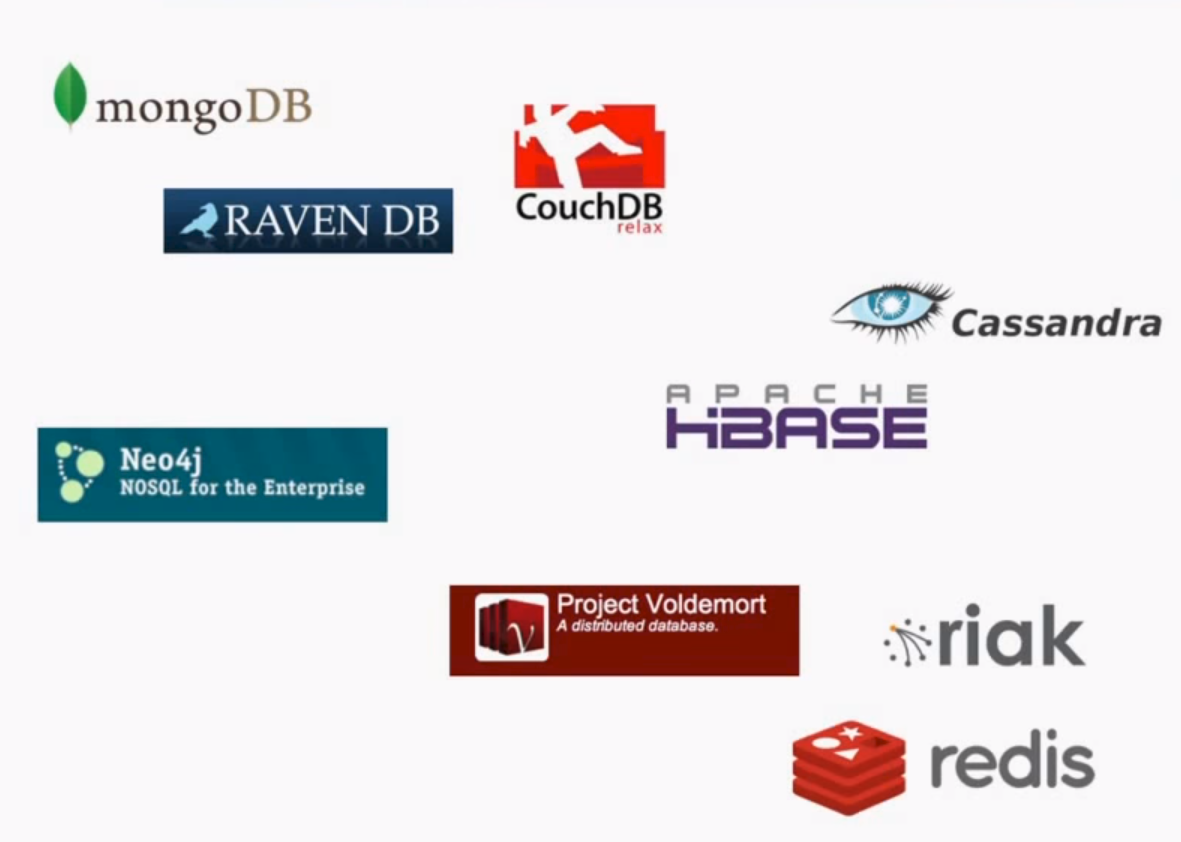 mongoDB
RAVEN DB
CouchDB
relax
Cassandra
APACHE
HBASE
Neo4j
NOSQL for the Enterprise
Project Voldemort
A distributed database.
V
riak
redis